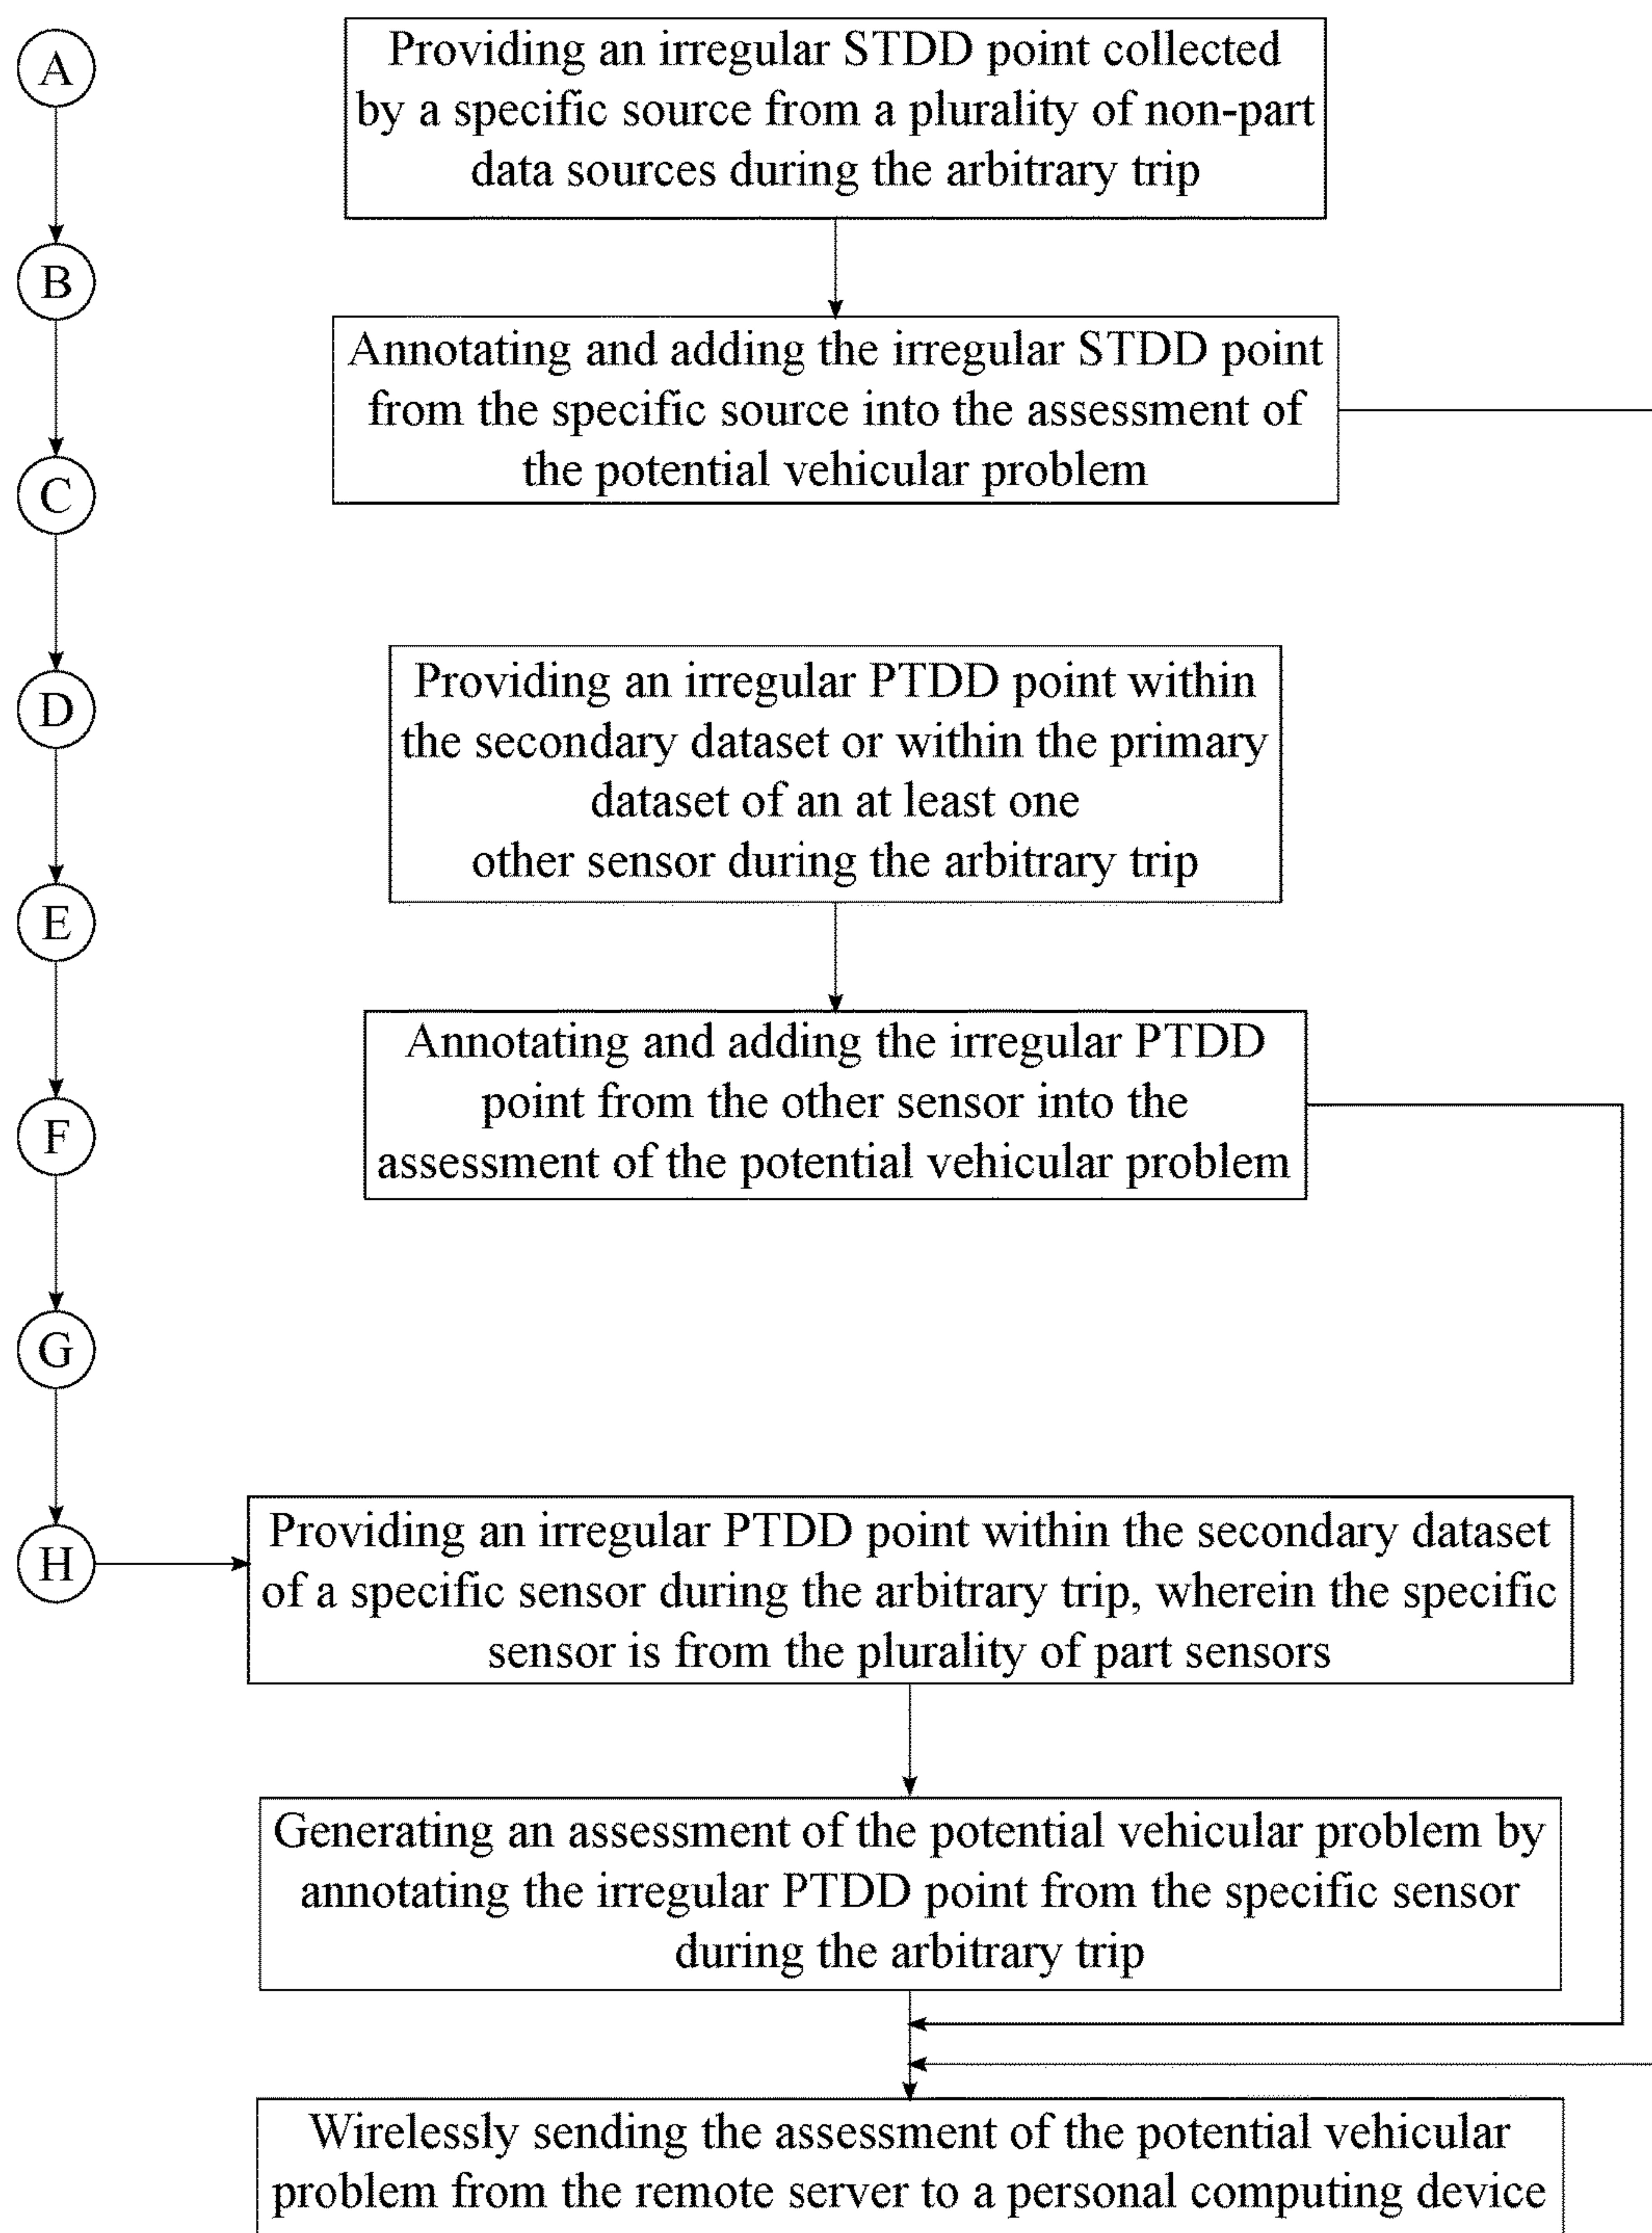 A
Providing an irregular STDD point collected
by a specific source from a plurality of non-part
data sources during the arbitrary trip
B
Annotating and adding the irregular STDD point
from the specific source into the assessment of
the potential vehicular problem
C
D
Providing an irregular PTDD point within
the secondary dataset or within the primary
dataset of an at least one
other sensor during the arbitrary trip
E
Annotating and adding the irregular PTDD
point from the other sensor into the
assessment of the potential vehicular problem
F
G
H
Providing an irregular PTDD point within the secondary dataset
of a specific sensor during the arbitrary trip, wherein the specific
sensor is from the plurality of part sensors
Generating an assessment of the potential vehicular problem by
annotating the irregular PTDD point from the specific sensor
during the arbitrary trip
Wirelessly sending the assessment of the potential vehicular
problem from the remote server to a personal computing device